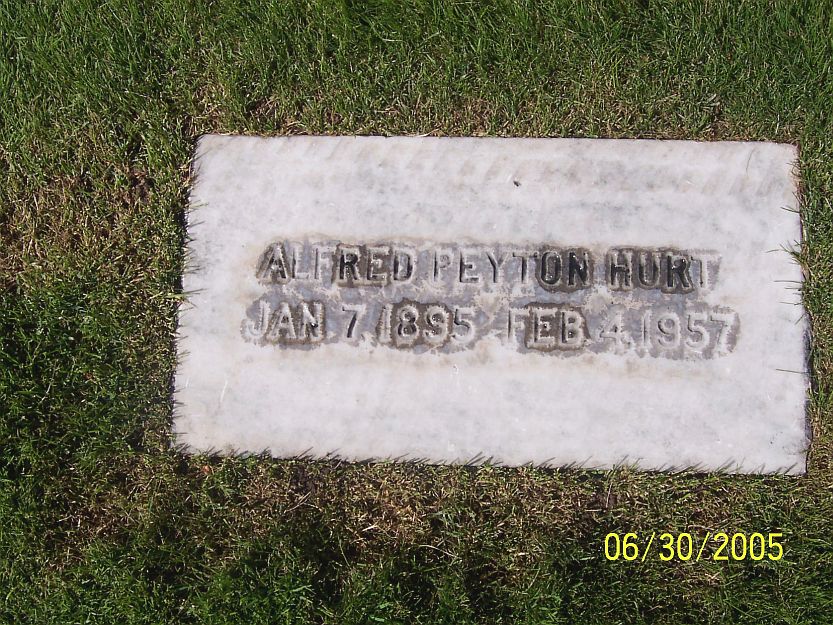 ALFRED PEYTON HURT
JAN 7, 1895 FEB. 4, 1957
06/30/2005